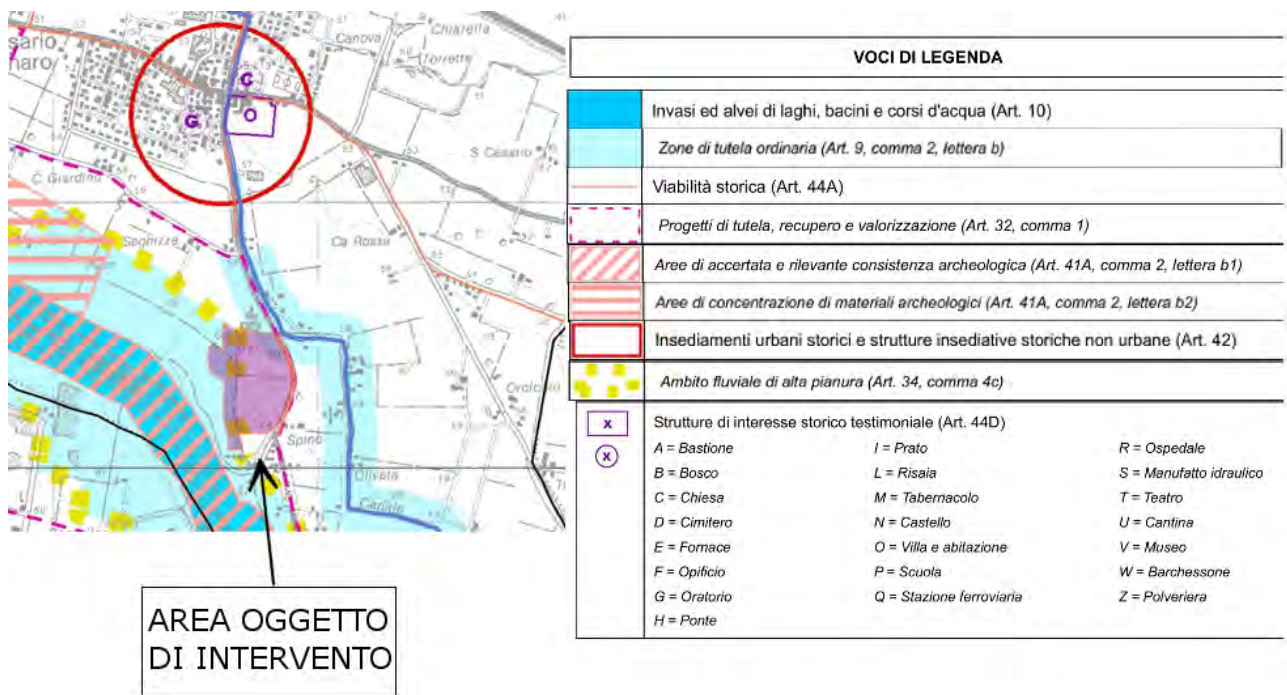 sario
naro
Canova
Chiarella
Torretta
C
G
O
S Cesario
C. Giardino
Seghizze
Ca Rossa
Spino
Olivata
Canale
AREA OGGETTO
DI INTERVENTO
VOCI DI LEGENDA
Invasi ed alvei di laghi, bacini e corsi d'acqua (Art. 10)
Zone di tutela ordinaria (Art. 9, comma 2, lettera b)
Viabilità storica (Art. 44A)
Progetti di tutela, recupero e valorizzazione (Art. 32, comma 1)
Aree di accertata e rilevante consistenza archeologica (Art. 41A, comma 2, lettera b1)
Aree di concentrazione di materiali archeologici (Art. 41A, comma 2, lettera b2)
Insediamenti urbani storici e strutture insediative storiche non urbane (Art. 42)
Ambito fluviale di alta pianura (Art. 34, comma 4c)
x
x
Strutture di interesse storico testimoniale (Art. 44D)
A = Bastione
B = Bosco
C = Chiesa
D = Cimitero
E = Fornace
F = Opificio
G = Oratorio
H = Ponte
I = Prato
L = Risaia
M = Tabernacolo
N = Castello
O = Villa e abitazione
P = Scuola
Q = Stazione ferroviaria
R = Ospedale
S = Manufatto idraulico
T = Teatro
U = Cantina
V = Museo
W = Barchessone
Z = Polveriera